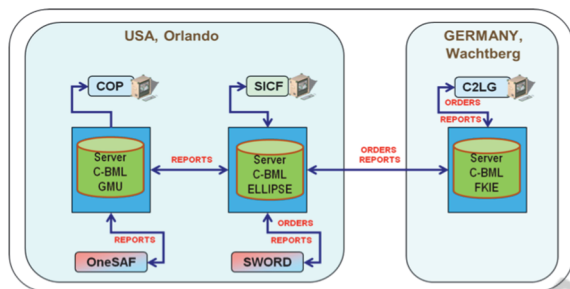 USA, Orlando
GERMANY,
Wachtberg
COP
SICF
C2LG
ORDERS
REPORTS
Server
C-BML
GMU
REPORTS
Server
C-BML
ELLIPSE
ORDERS
REPORTS
Server
C-BML
FKIE
REPORTS
ORDERS
REPORTS
OneSAF
SWORD